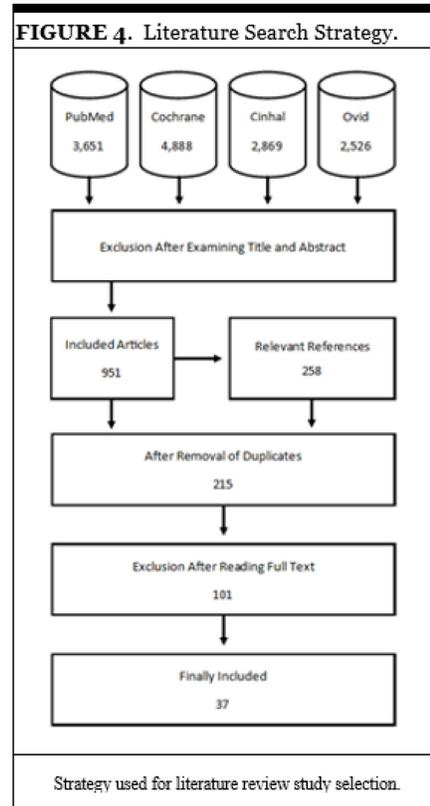 FIGURE 4. Literature Search Strategy.
PubMed
3,651
Cochrane
4,888
Cinhal
2,869
Ovid
2,526
Exclusion After Examining Title and Abstract
Included Articles
951
Relevant References
258
After Removal of Duplicates
215
Exclusion After Reading Full Text
101
Finally Included
37
Strategy used for literature review study selection.